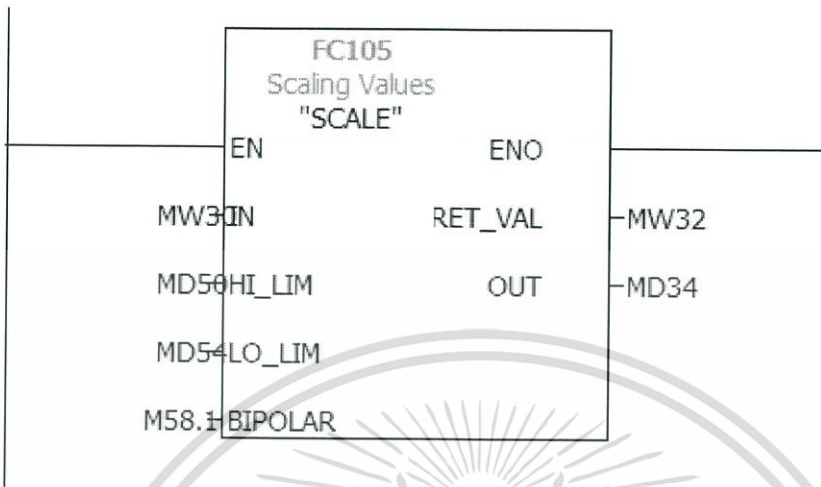 FC105
Scaling Values
"SCALE"
EN ENO
MW30 IN RET_VAL MW32
MD50 HI_LIM OUT MD34
MD54 LO_LIM
M58.1 BIPOLAR